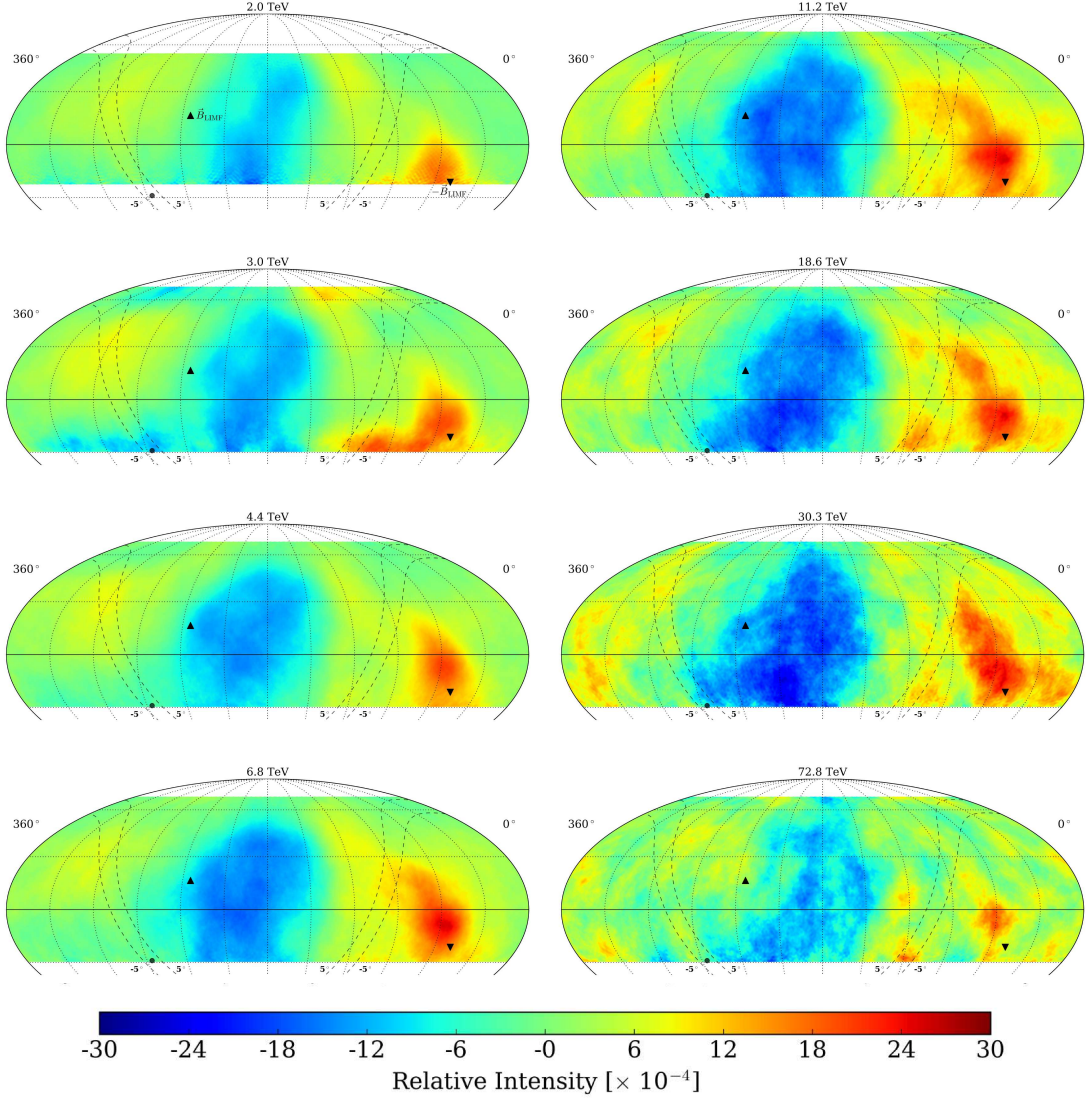 2.0 TeV
360°
0°
B⃗LIMF
−B⃗LIMF
-5° 5° 5° -5°
11.2 TeV
360°
0°
-5° 5° 5° -5°
3.0 TeV
360°
0°
-5° 5° 5° -5°
18.6 TeV
360°
0°
-5° 5° 5° -5°
4.4 TeV
360°
0°
-5° 5° 5° -5°
30.3 TeV
360°
0°
-5° 5° 5° -5°
6.8 TeV
360°
0°
-5° 5° 5° -5°
72.8 TeV
360°
0°
-5° 5° 5° -5°
-30 -24 -18 -12 -6 -0 6 12 18 24 30
Relative Intensity [× 10⁻⁴]